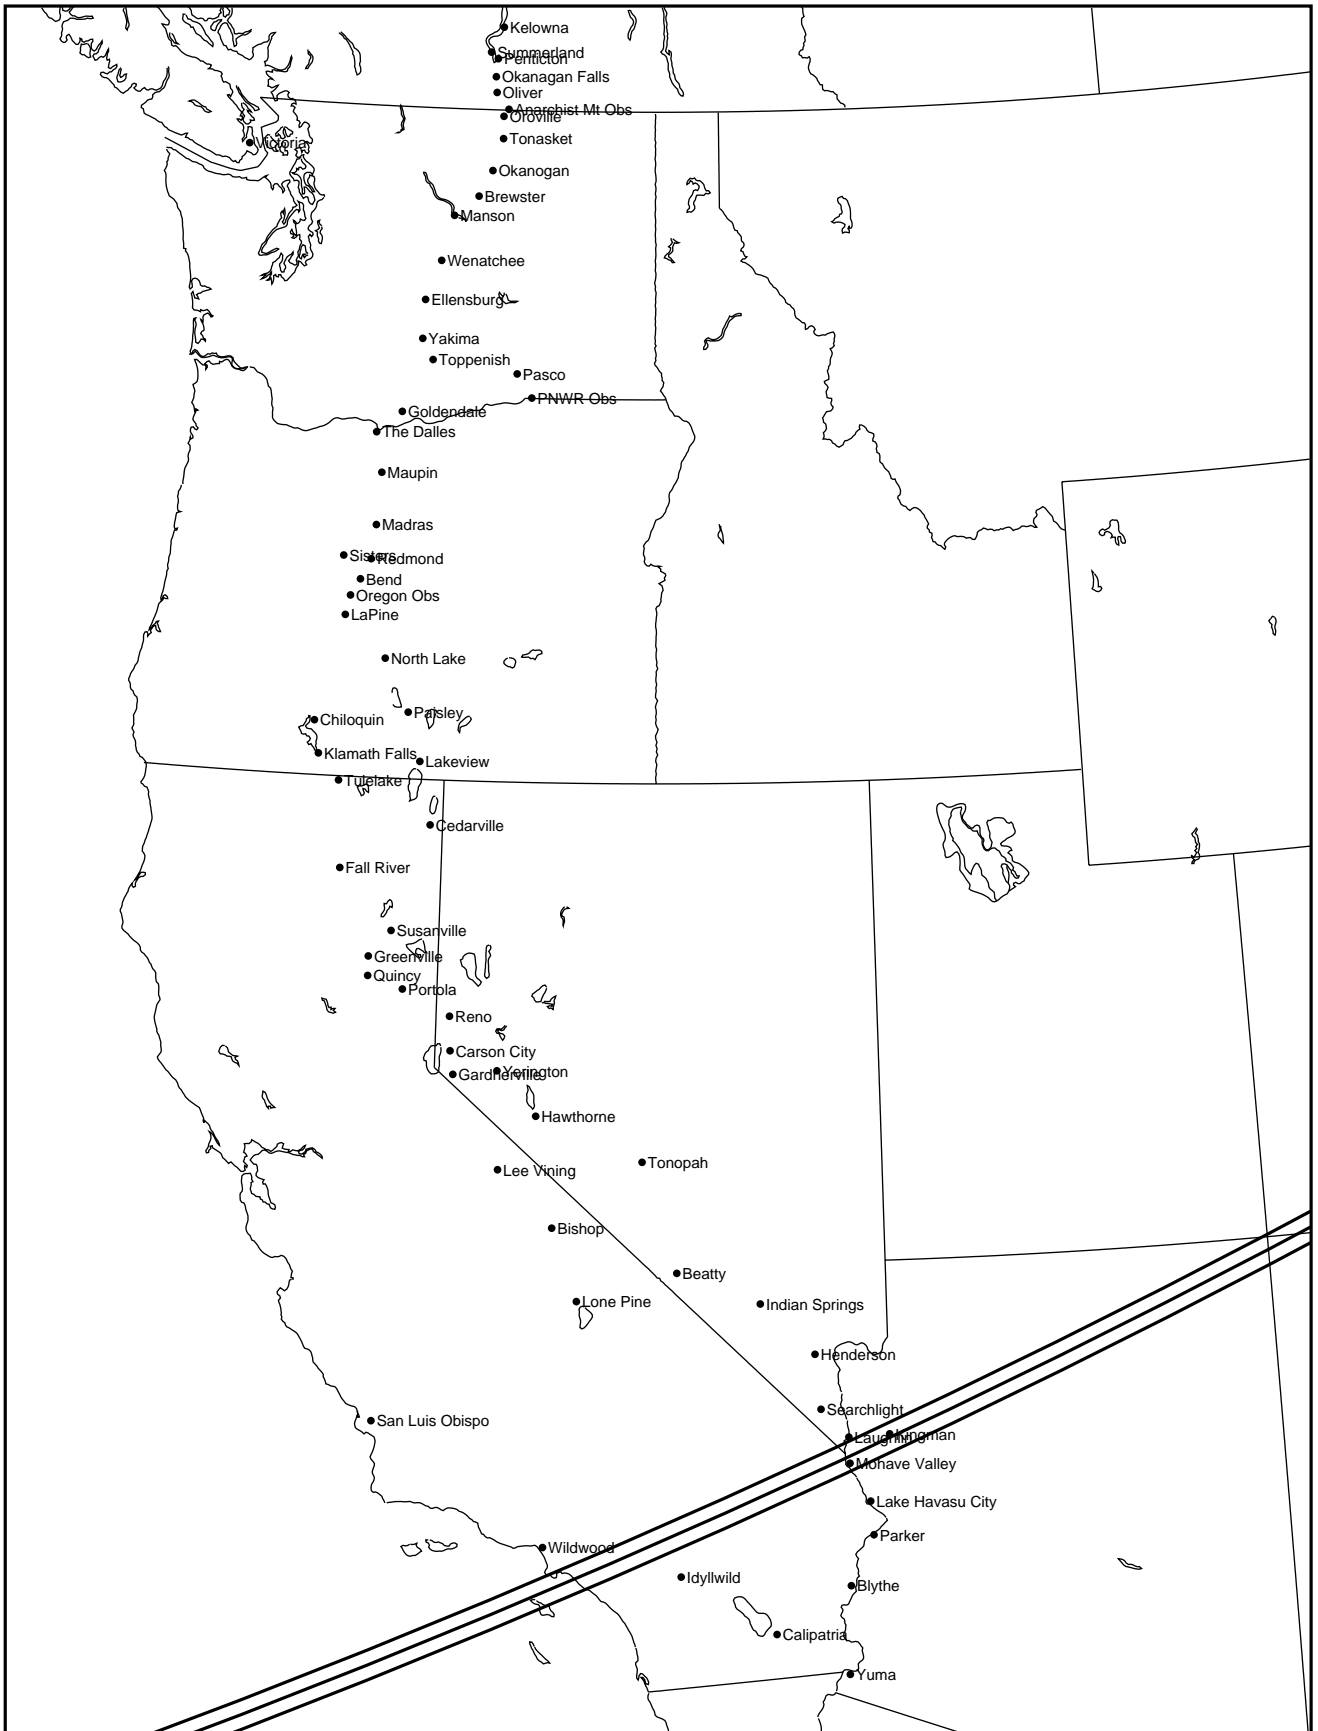 Kelowna
Summerland
Penticton
Okanagan Falls
Oliver
Anarchist Mt Obs
Oroville
Tonasket
Victoria
Okanogan
Brewster
Manson
Wenatchee
Ellensburg
Yakima
Toppenish
Pasco
PNWR Obs
Goldendale
The Dalles
Maupin
Madras
Sisters
Redmond
Bend
Oregon Obs
LaPine
North Lake
Paisley
Chiloquin
Klamath Falls
Lakeview
Tulelake
Cedarville
Fall River
Susanville
Greenville
Quincy
Portola
Reno
Carson City
Yerington
Gardnerville
Hawthorne
Tonopah
Lee Vining
Bishop
Beatty
Lone Pine
Indian Springs
Henderson
Searchlight
San Luis Obispo
Kingman
Laughlin
Mohave Valley
Lake Havasu City
Parker
Wildwood
Idyllwild
Blythe
Calipatria
Yuma